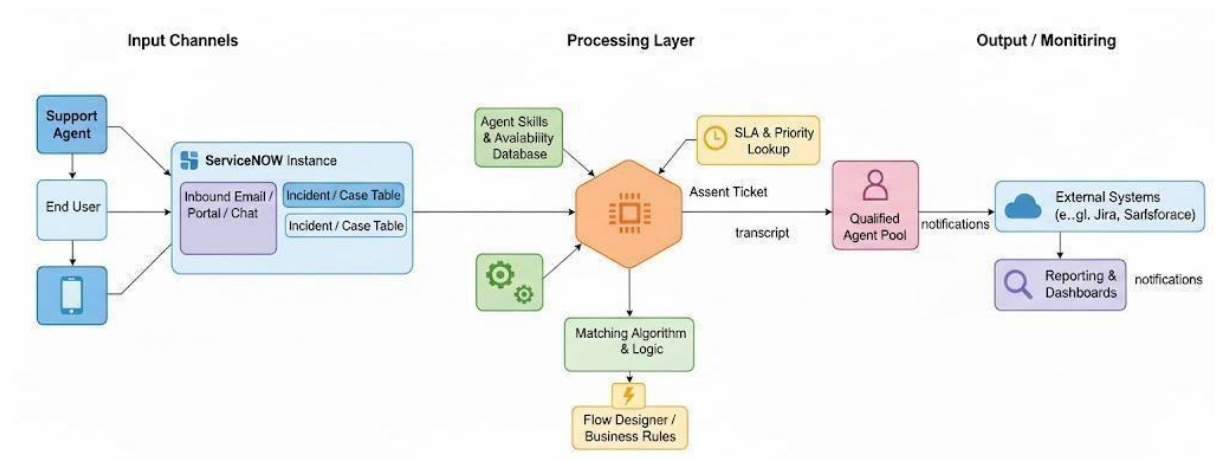 Input Channels
Processing Layer
Output / Monitiring
Support
Agent
End User
ServiceNOW Instance
Inbound Email /
Portal / Chat
Incident / Case Table
Incident / Case Table
Agent Skills
& Avalability
Database
SLA & Priority
Lookup
Assent Ticket
transcript
Matching Algorithm
& Logic
Flow Designer /
Business Rules
Qualified
Agent Pool
notifications
External Systems
(e..gl. Jira, Sarlsforace)
Reporting &
Dashboards
notifications